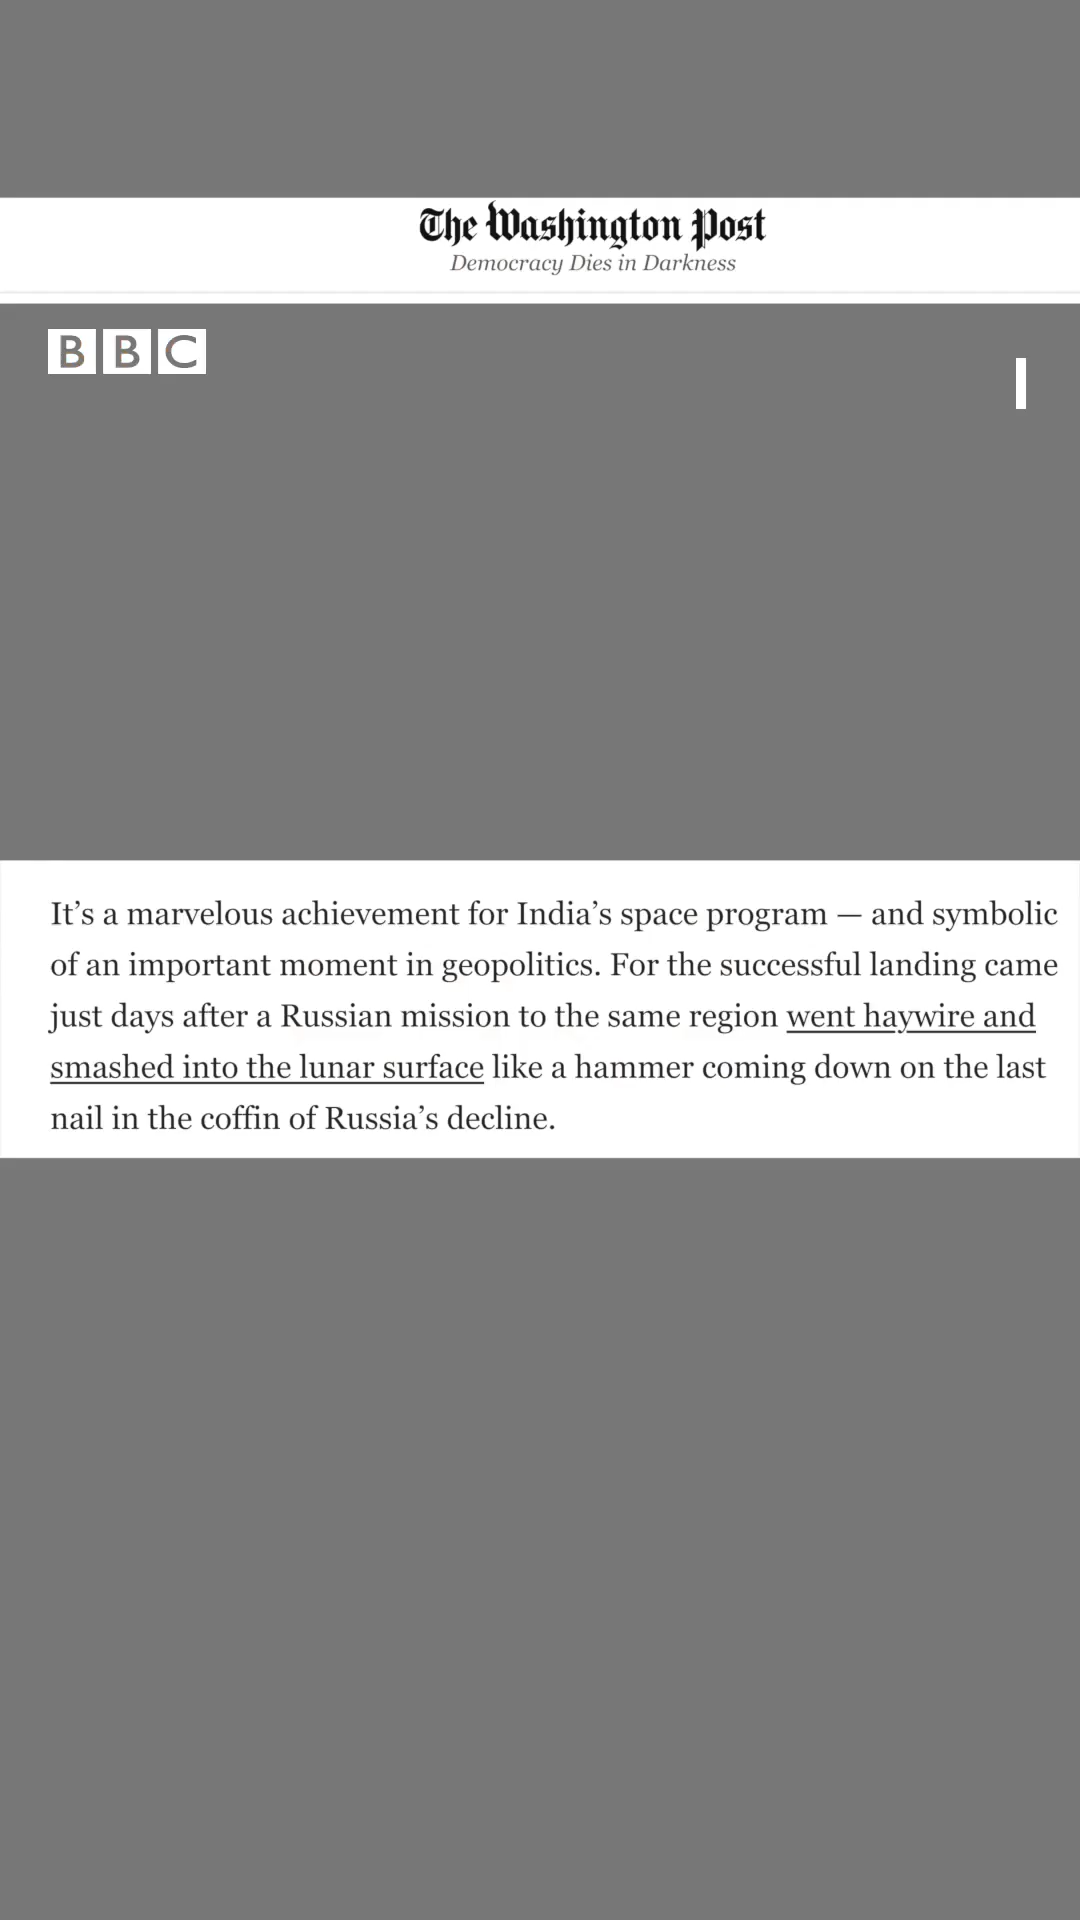 The Washington Post
Democracy Dies in Darkness
BBC
It’s a marvelous achievement for India’s space program — and symbolic
of an important moment in geopolitics. For the successful landing came
just days after a Russian mission to the same region went haywire and
smashed into the lunar surface like a hammer coming down on the last
nail in the coffin of Russia’s decline.